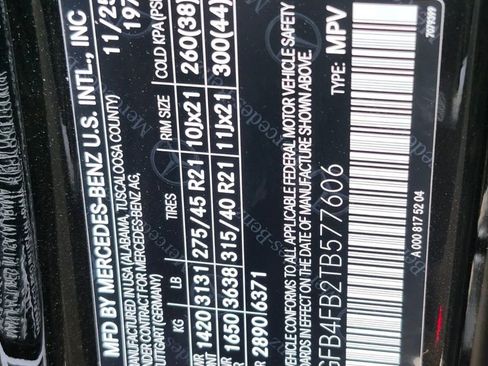 MFD BY MERCEDES-BENZ U.S. INTL., INC 11/25
IN USA/ALABAMA, TUSCALOOSA COUNTY) 197
UNDER CONTRACT FOR MERCEDES-BENZ AG,
STUTTGART (GERMANY)
KG LB TIRES RIM SIZE COLD KPA (PSI
1420 3131 275/45 R21 10Jx21 260(38)
1650 3638 315/40 R21 11Jx21 300(44)
2890 6371
VEHICLE CONFORMS TO ALL APPLICABLE FEDERAL MOTOR VEHICLE SAFETY
STANDARDS IN EFFECT ON THE DATE OF MANUFACTURE SHOWN ABOVE.
GFB4FB2TB577606 TYPE: MPV
A 000 817 52 04